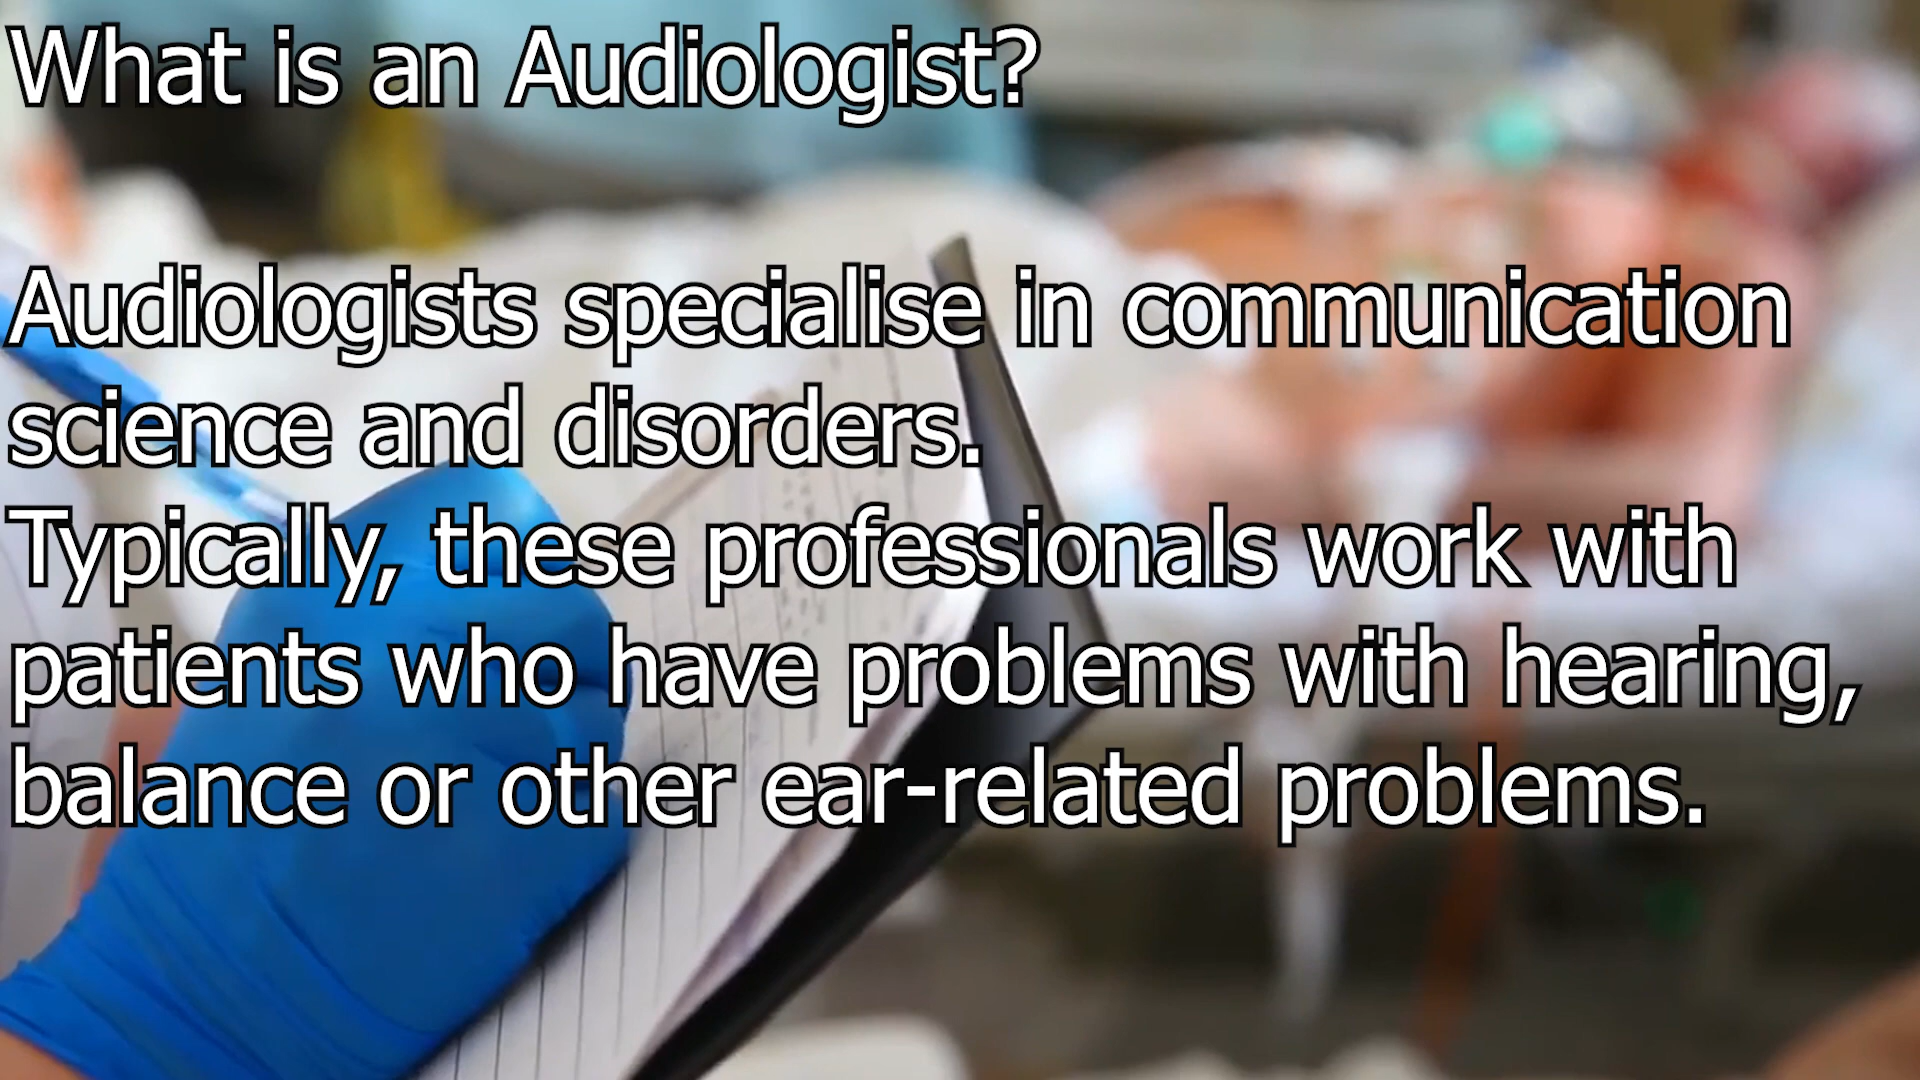 What is an Audiologist?
Audiologists specialise in communication
science and disorders.
Typically, these professionals work with
patients who have problems with hearing,
balance or other ear-related problems.